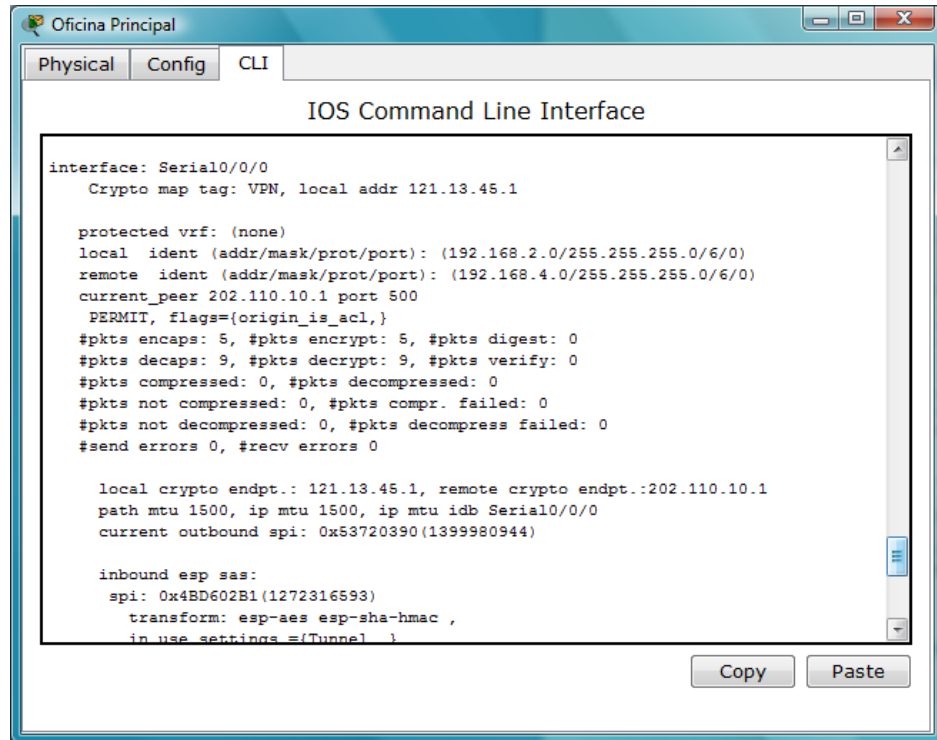 Oficina Principal
Physical Config CLI
IOS Command Line Interface
interface: Serial0/0/0
Crypto map tag: VPN, local addr 121.13.45.1
protected vrf: (none)
local ident (addr/mask/prot/port): (192.168.2.0/255.255.255.0/6/0)
remote ident (addr/mask/prot/port): (192.168.4.0/255.255.255.0/6/0)
current_peer 202.110.10.1 port 500
PERMIT, flags={origin_is_acl,}
#pkts encaps: 5, #pkts encrypt: 5, #pkts digest: 0
#pkts decaps: 9, #pkts decrypt: 9, #pkts verify: 0
#pkts compressed: 0, #pkts decompressed: 0
#pkts not compressed: 0, #pkts compr. failed: 0
#pkts not decompressed: 0, #pkts decompress failed: 0
#send errors 0, #recv errors 0
local crypto endpt.: 121.13.45.1, remote crypto endpt.:202.110.10.1
path mtu 1500, ip mtu 1500, ip mtu idb Serial0/0/0
current outbound spi: 0x53720390(1399980944)
inbound esp sas:
spi: 0x4BD602B1(1272316593)
transform: esp-aes esp-sha-hmac ,
in use settings ={Tunnel, }
Copy Paste